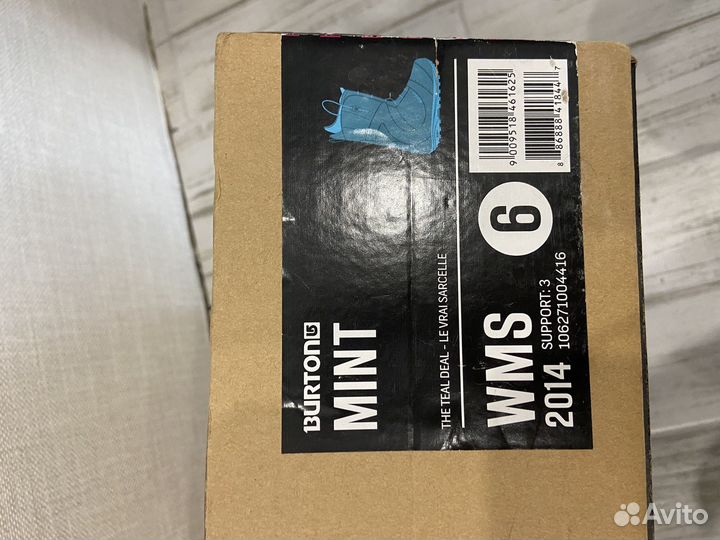 BURTON
MINT
THE TEAL DEAL - LE VRAI SARCELLE
WMS 6
2014 SUPPORT: 3
106271004416
9 009518 461625
8 86888 41844 7
Avito